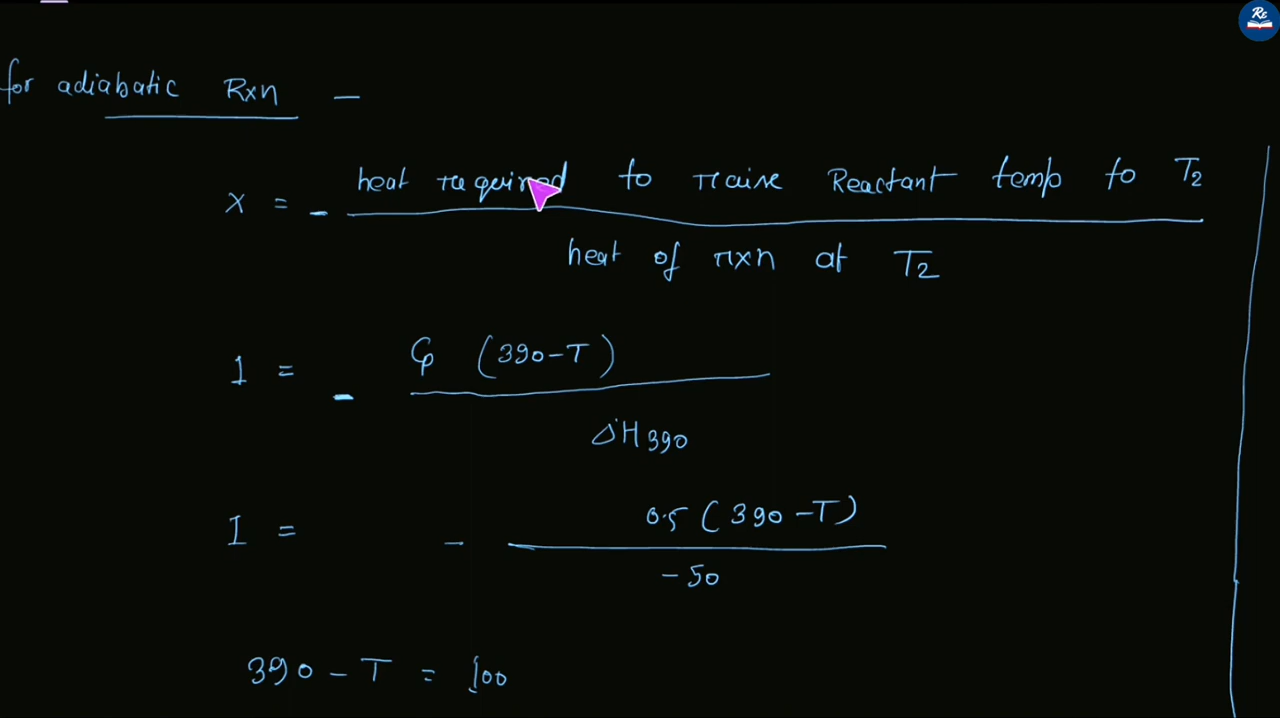 Re
for adiabatic Rxn -
x = - heat required to raise Reactant temp to T2
heat of rxn at T2
1 = - Cp (390-T)
ΔH390
1 = - 0.5 (390-T)
-50
390 - T = 100